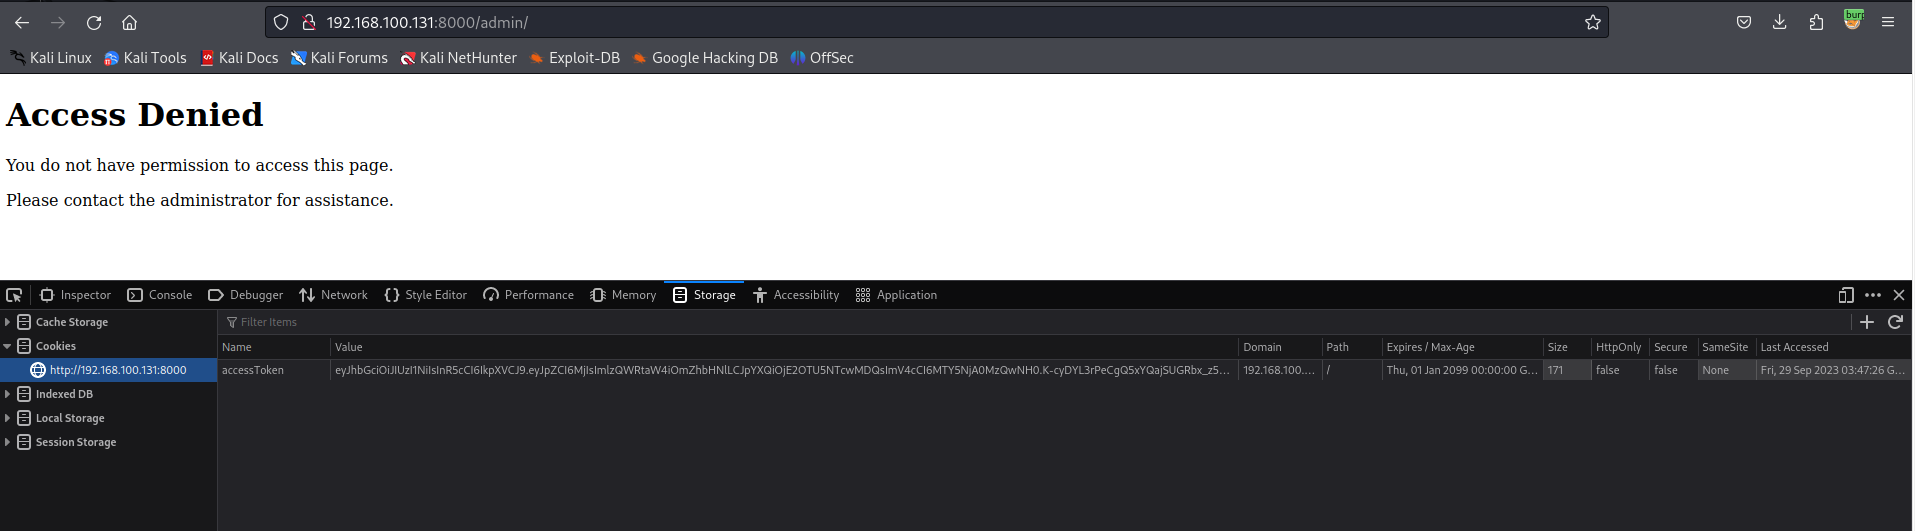 192.168.100.131:8000/admin/
Kali Linux Kali Tools Kali Docs Kali Forums Kali NetHunter Exploit-DB Google Hacking DB OffSec
Access Denied
You do not have permission to access this page.
Please contact the administrator for assistance.
Inspector Console Debugger Network Style Editor Performance Memory Storage Accessibility Application
Cache Storage
Filter Items
Cookies
Name Value Domain Path Expires / Max-Age Size HttpOnly Secure SameSite Last Accessed
http://192.168.100.131:8000
accessToken eyJhbGciOiJIUzI1NiIsInR5cCI6IkpXVCJ9.eyJpZCI6MjIsImlzQWRtaW4iOmZhbHNlLCJpYXQiOjE2OTU5NTcwMDQsImV4cCI6MTY5NjA0MzQwNH0.K-cyDYL3rPeCgQ5xYQajSUGRbx_z5... 192.168.100.... / Thu, 01 Jan 2099 00:00:00 G... 171 false false None Fri, 29 Sep 2023 03:47:26 G...
Indexed DB
Local Storage
Session Storage